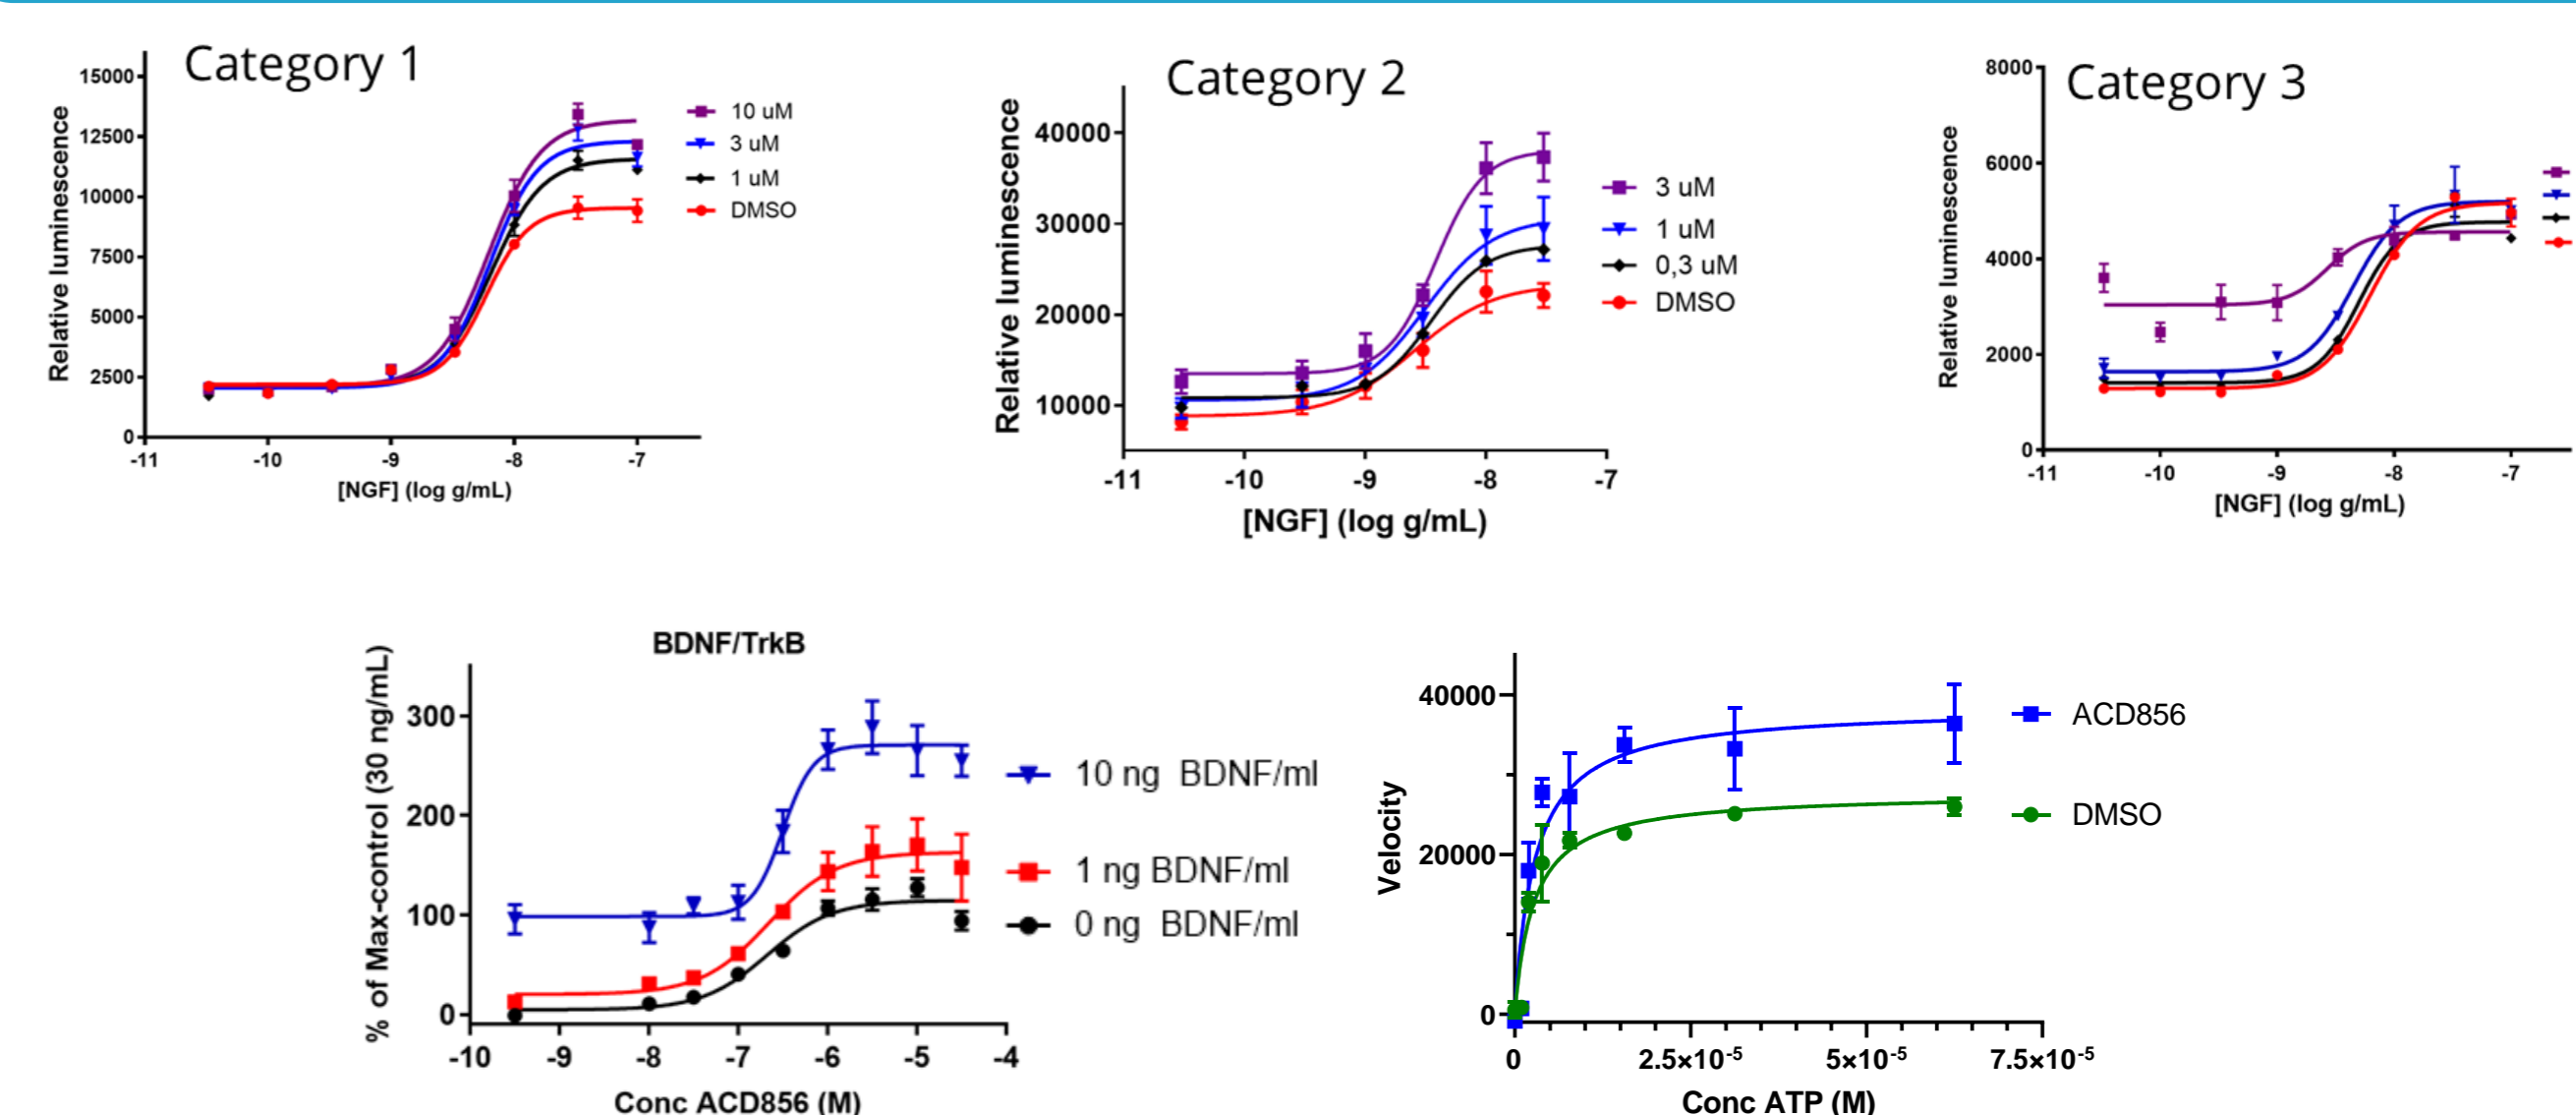 Category 1
15000
12500
10000
7500
5000
2500
0
-11 -10 -9 -8 -7
Relative luminescence
[NGF] (log g/mL)
10 uM
3 uM
1 uM
DMSO
Category 2
40000
30000
20000
10000
-11 -10 -9 -8 -7
Relative luminescence
[NGF] (log g/mL)
3 uM
1 uM
0,3 uM
DMSO
Category 3
8000
6000
4000
2000
0
-11 -10 -9 -8 -7
Relative luminescence
[NGF] (log g/mL)
BDNF/TrkB
% of Max-control (30 ng/mL)
300
200
100
0
-10 -9 -8 -7 -6 -5 -4
Conc ACD856 (M)
10 ng BDNF/ml
1 ng BDNF/ml
0 ng BDNF/ml
Velocity
40000
20000
0
0 2.5×10⁻⁵ 5×10⁻⁵ 7.5×10⁻⁵
Conc ATP (M)
ACD856
DMSO